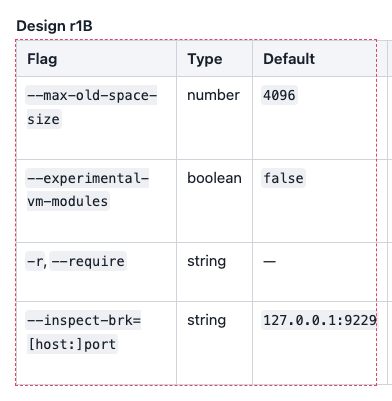 Design r1B
Flag Type Default
--max-old-space- number 4096
size
--experimental- boolean false
vm-modules
-r, --require string —
--inspect-brk= string 127.0.0.1:9229
[host:]port